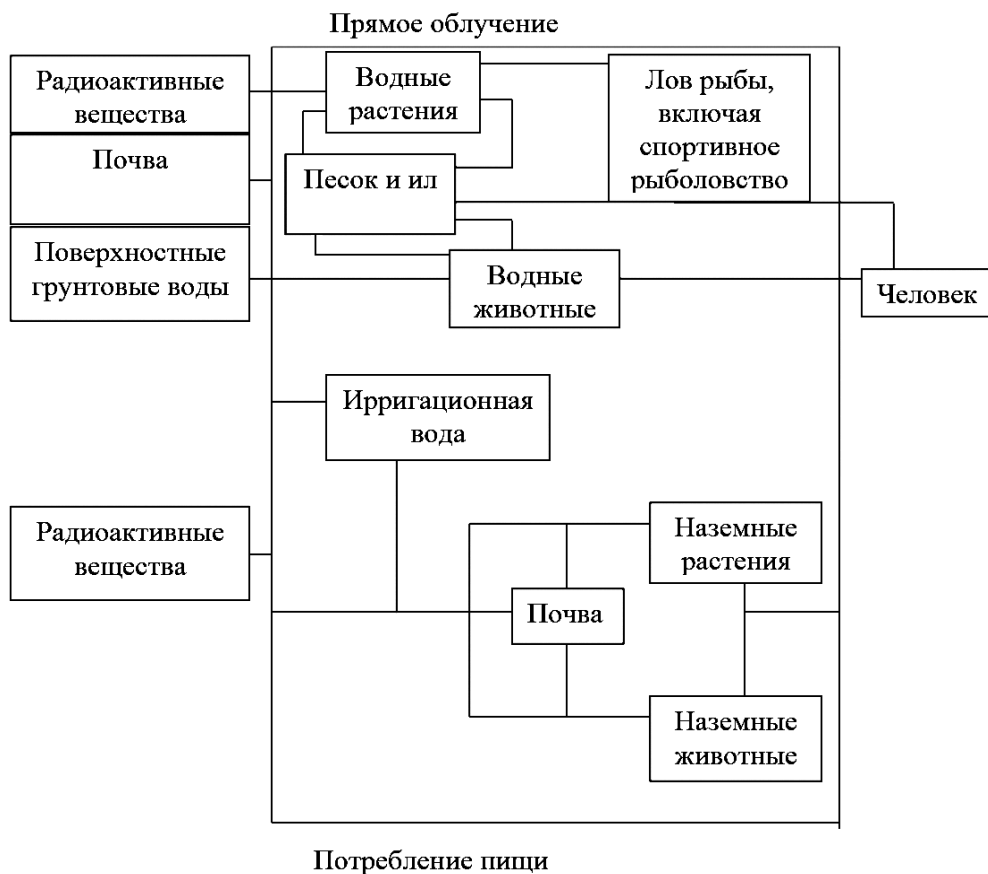 Прямое облучение
Радиоактивные
вещества
Водные
растения
Лов рыбы,
включая
спортивное
рыболовство
Почва
Песок и ил
Поверхностные
грунтовые воды
Водные
животные
Человек
Ирригационная
вода
Радиоактивные
вещества
Наземные
растения
Почва
Наземные
животные
Потребление пищи